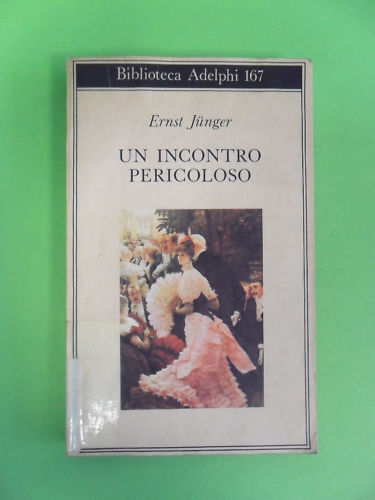 Biblioteca Adelphi 167
Ernst Jünger
UN INCONTRO
PERICOLOSO